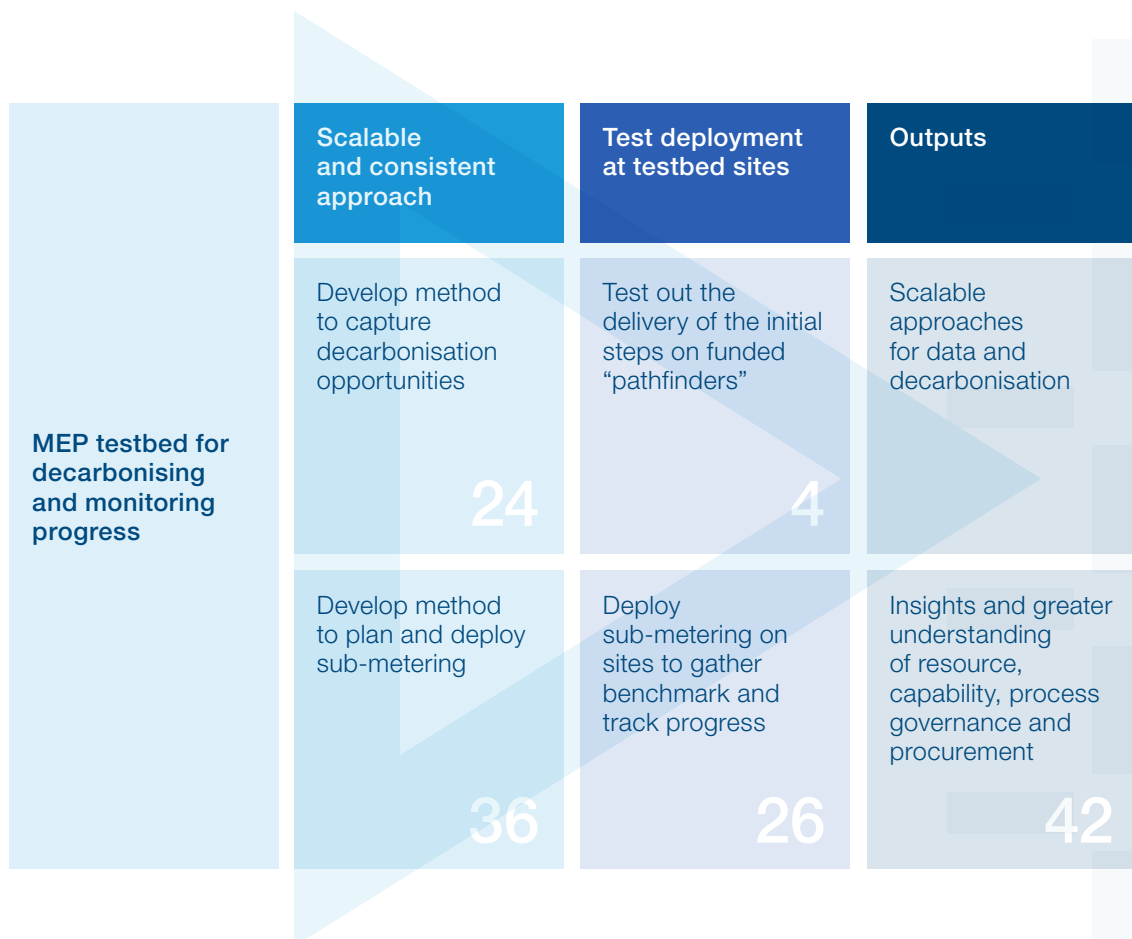 MEP testbed for
decarbonising
and monitoring
progress
Scalable
and consistent
approach
Test deployment
at testbed sites
Outputs
Develop method
to capture
decarbonisation
opportunities
24
Test out the
delivery of the initial
steps on funded
“pathfinders”
4
Scalable
approaches
for data and
decarbonisation
Develop method
to plan and deploy
sub-metering
36
Deploy
sub-metering on
sites to gather
benchmark and
track progress
26
Insights and greater
understanding
of resource,
capability, process
governance and
procurement
42